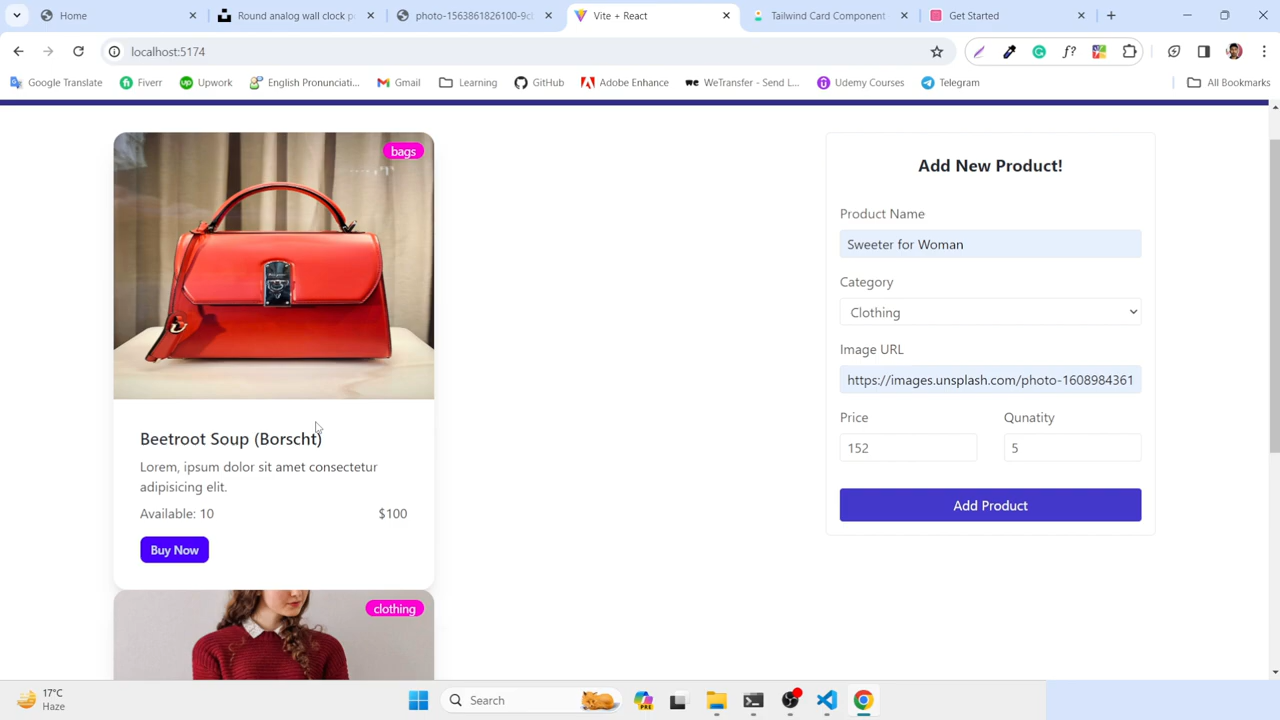 Home
Round analog wall clock p
photo-1563861826100-9c
Vite + React
Tailwind Card Component
Get Started
localhost:5174
f?
Google Translate
Fiverr
up Upwork
English Pronunciati...
Gmail
Learning
GitHub
Adobe Enhance
WeTransfer - Send L...
Udemy Courses
Telegram
All Bookmarks
bags
Beetroot Soup (Borscht)
Lorem, ipsum dolor sit amet consectetur
adipisicing elit.
Available: 10
$100
Buy Now
clothing
Add New Product!
Product Name
Sweeter for Woman
Category
Clothing
Image URL
https://images.unsplash.com/photo-1608984361
Price
Qunatity
152
5
Add Product
17°C
Haze
Search
PRE